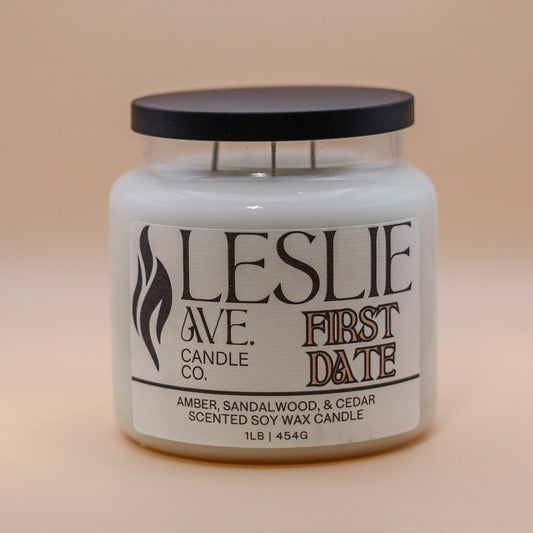 LESLIE
AVE.
CANDLE
CO.
FIRST
DATE
AMBER, SANDALWOOD, & CEDAR
SCENTED SOY WAX CANDLE
1LB | 454G